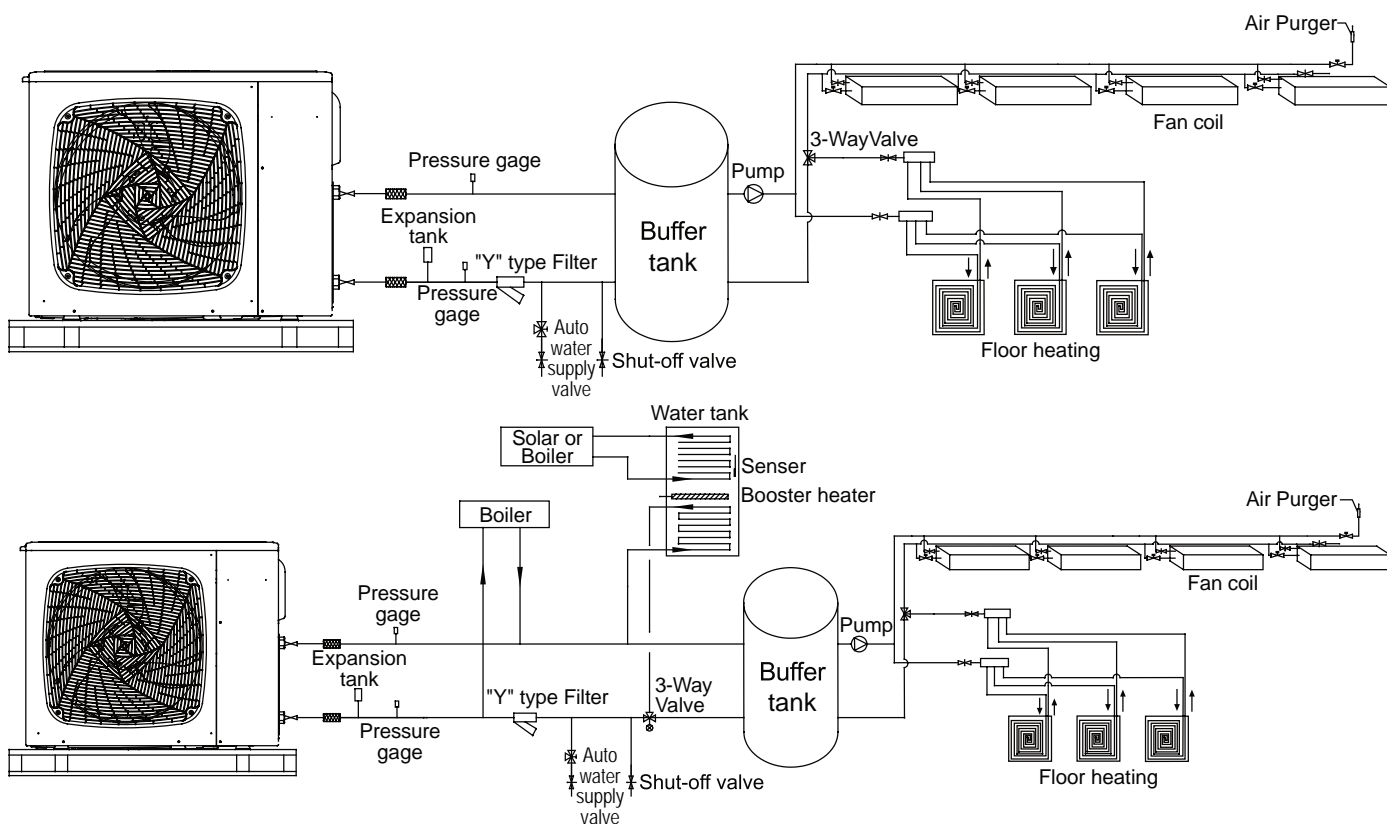 Air Purger
Fan coil
3-WayValve
Pressure gage
Pump
Expansion
tank
Buffer
tank
"Y" type Filter
Pressure
gage
Auto
water
supply
valve
Shut-off valve
Floor heating
Water tank
Solar or
Boiler
Senser
Booster heater
Boiler
Air Purger
Fan coil
Pressure
gage
Pump
Expansion
tank
Buffer
tank
"Y" type Filter
3-Way
Valve
Pressure
gage
Auto
water
supply
valve
Shut-off valve
Floor heating